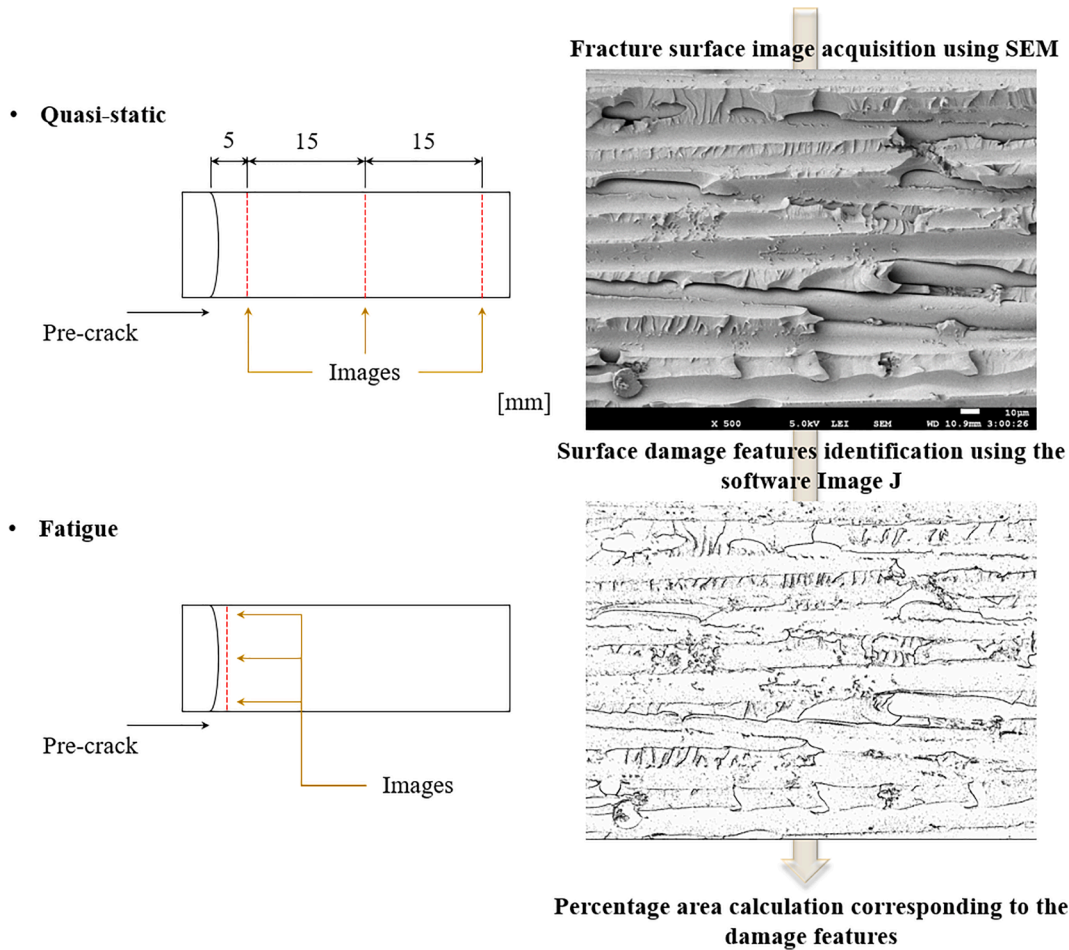 • Quasi-static
5 15 15
Pre-crack
Images
[mm]
• Fatigue
Pre-crack
Images
Fracture surface image acquisition using SEM
10μm
X 500 5.0kV LEI SEM WD 10.9mm 3:00:26
Surface damage features identification using the
software Image J
Percentage area calculation corresponding to the
damage features